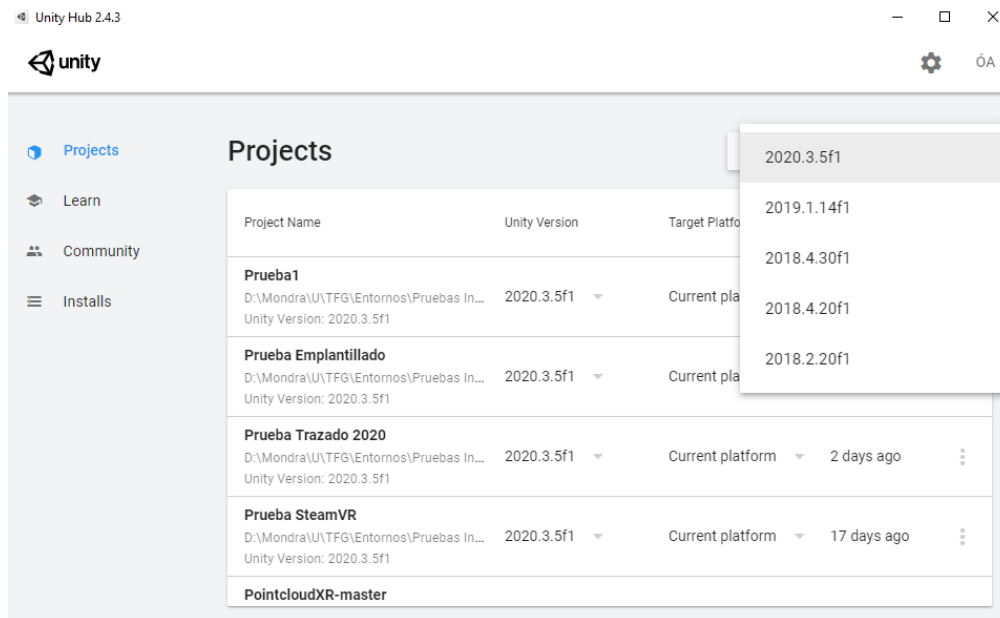 Unity Hub 2.4.3
unity
ÓA
Projects
Learn
Community
Installs
Projects
2020.3.5f1
2019.1.14f1
2018.4.30f1
2018.4.20f1
2018.2.20f1
Project Name Unity Version Target Platfo
Prueba1
D:\Mondra\U\TFG\Entornos\Pruebas In... 2020.3.5f1 Current pla
Unity Version: 2020.3.5f1
Prueba Emplantillado
D:\Mondra\U\TFG\Entornos\Pruebas In... 2020.3.5f1 Current pla
Unity Version: 2020.3.5f1
Prueba Trazado 2020
D:\Mondra\U\TFG\Entornos\Pruebas In... 2020.3.5f1 Current platform 2 days ago
Unity Version: 2020.3.5f1
Prueba SteamVR
D:\Mondra\U\TFG\Entornos\Pruebas In... 2020.3.5f1 Current platform 17 days ago
Unity Version: 2020.3.5f1
PointcloudXR-master